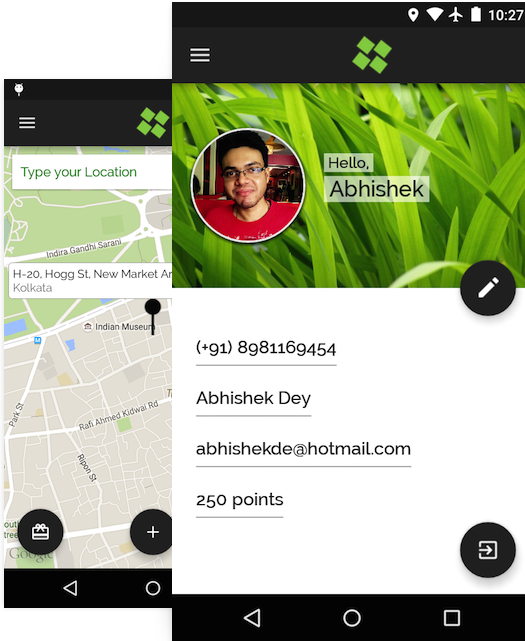 10:27
Type your Location
Indira Gandhi Sarani
H-20, Hogg St, New Market Ar
Kolkata
Indian Museum
M
Park St
Rafi Ahmed Kidwai Rd
Ripon St
Google
Hello,
Abhishek
(+91) 8981169454
Abhishek Dey
abhishekde@hotmail.com
250 points